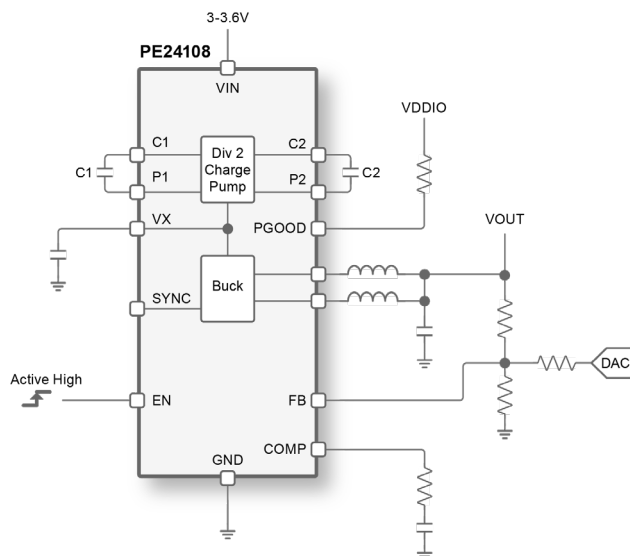 3-3.6V
PE24108
VIN
VDDIO
C1
C2
Div 2
Charge
Pump
C1
C2
P1
P2
VX
PGOOD
VOUT
Buck
SYNC
DAC
Active High
EN
FB
COMP
GND